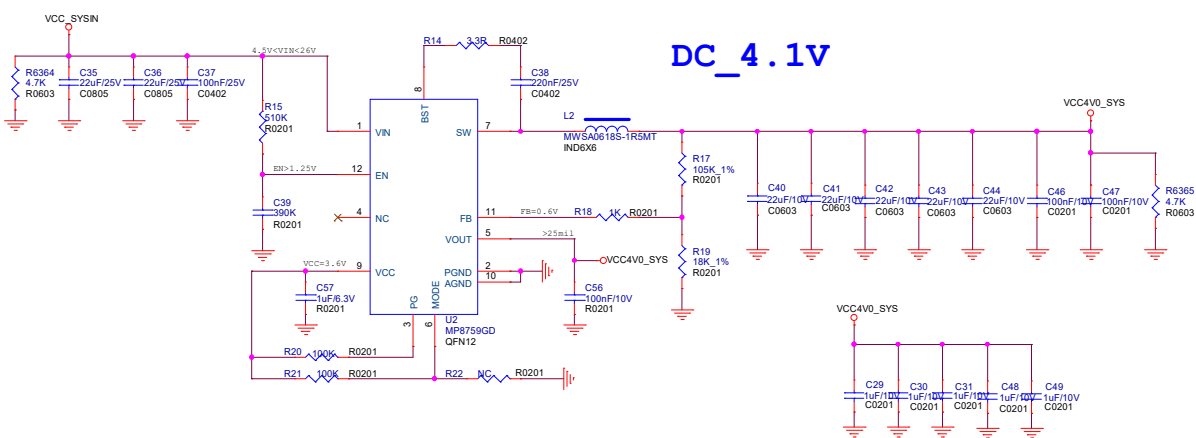 VCC_SYSIN
4.5V<VIN<26V
R6364
4.7K
R0603
C35
22uF/25V
C0805
C36
22uF/25V
C0805
C37
100nF/25V
C0402
R15
510K
R0201
EN>1.25V
C39
390K
R0201
R14
3.3R
R0402
C38
220nF/25V
C0402
DC_4.1V
8
BST
1
VIN
12
EN
4
NC
9
VCC
VCC=3.6V
7
SW
11
FB
5
VOUT
2
PGND
10
AGND
PG
3
MODE
6
U2
MP8759GD
QFN12
L2
MWSA0618S-1R5MT
IND6X6
FB=0.6V
R18
1K
R0201
>25mil
VCC4V0_SYS
C56
100nF/10V
R0201
R17
105K_1%
R0201
R19
18K_1%
R0201
C57
1uF/6.3V
R0201
R20
100K
R0201
R21
100K
R0201
R22
NC
R0201
VCC4V0_SYS
C40
22uF/10V
C0603
C41
22uF/10V
C0603
C42
22uF/10V
C0603
C43
22uF/10V
C0603
C44
22uF/10V
C0603
C46
100nF/10V
C0201
C47
100nF/10V
C0201
R6365
4.7K
R0603
VCC4V0_SYS
C29
1uF/10V
C0201
C30
1uF/10V
C0201
C31
1uF/10V
C0201
C48
1uF/10V
C0201
C49
1uF/10V
C0201